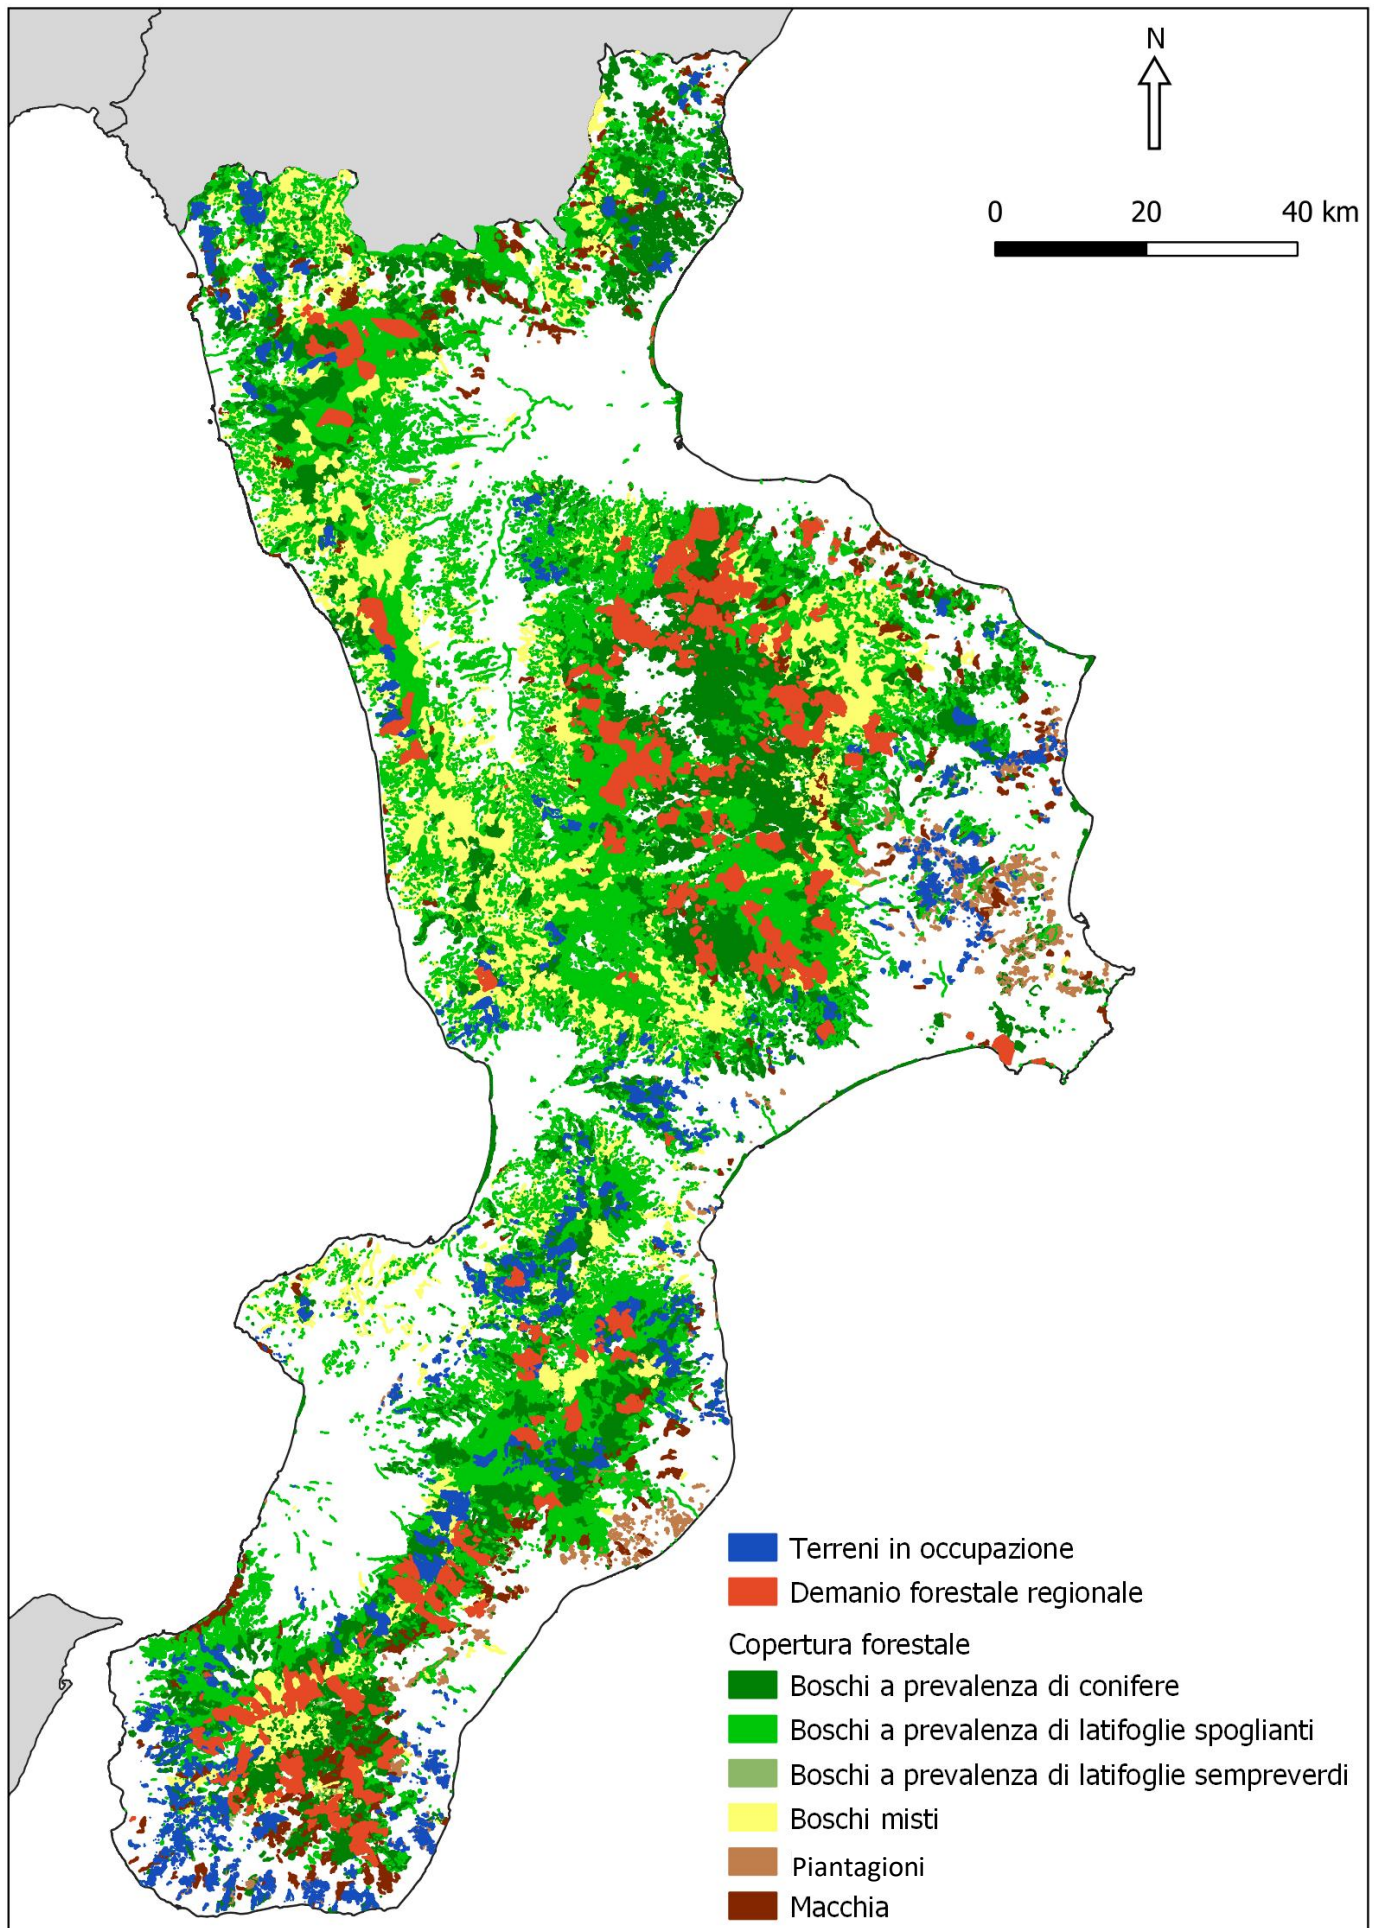 N
0 20 40 km
Terreni in occupazione
Demanio forestale regionale
Copertura forestale
Boschi a prevalenza di conifere
Boschi a prevalenza di latifoglie spoglianti
Boschi a prevalenza di latifoglie sempreverdi
Boschi misti
Piantagioni
Macchia